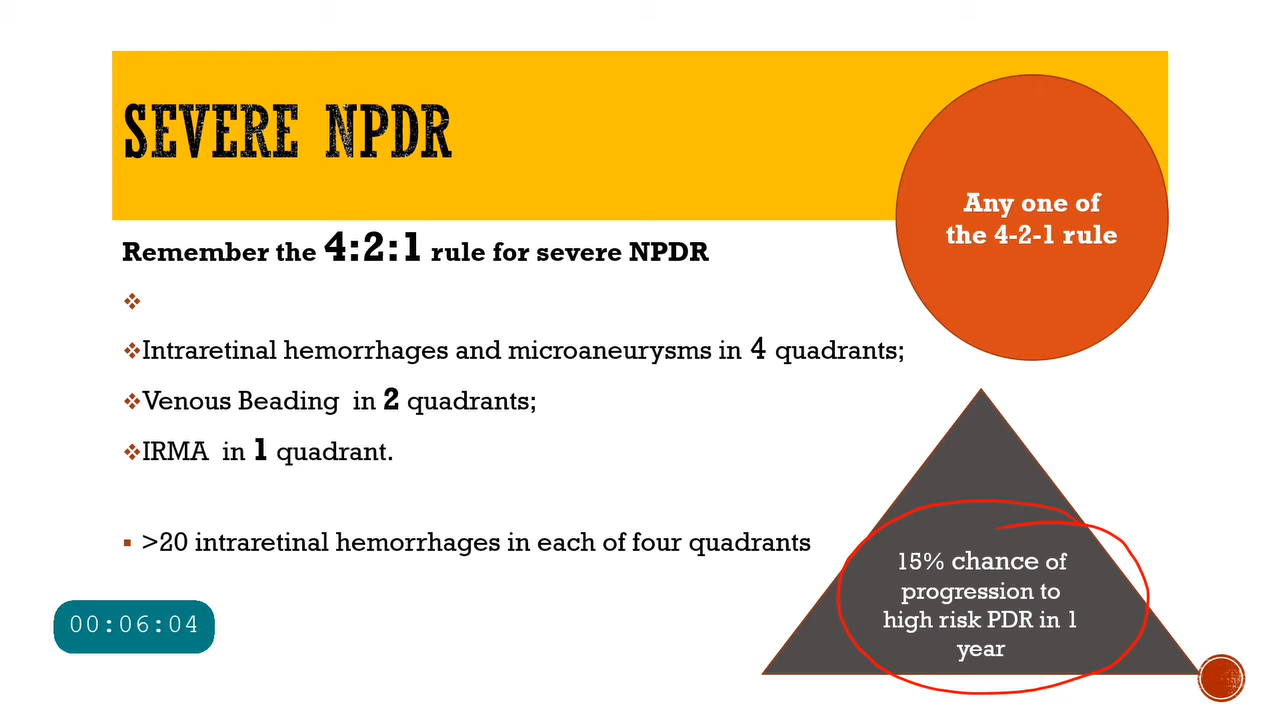 SEVERE NPDR
Any one of
the 4-2-1 rule
Remember the 4:2:1 rule for severe NPDR
❖
❖Intraretinal hemorrhages and microaneurysms in 4 quadrants;
❖Venous Beading in 2 quadrants;
❖IRMA in 1 quadrant.
▪ >20 intraretinal hemorrhages in each of four quadrants
15% chance of
progression to
high risk PDR in 1
year
00:06:04